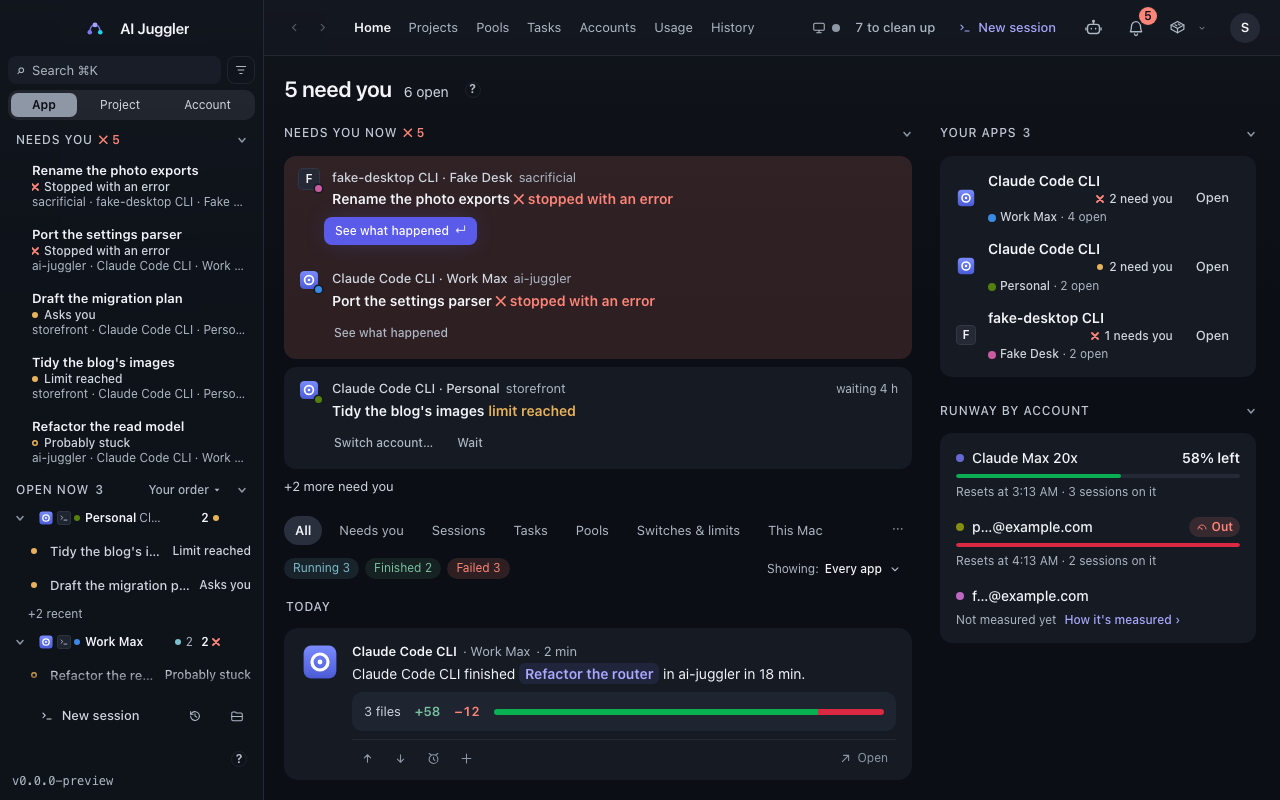 AI Juggler
Search ⌘K
App Project Account
NEEDS YOU 5
Rename the photo exports
Stopped with an error
sacrificial · fake-desktop CLI · Fake ...
Port the settings parser
Stopped with an error
ai-juggler · Claude Code CLI · Work ...
Draft the migration plan
Asks you
storefront · Claude Code CLI · Perso...
Tidy the blog's images
Limit reached
storefront · Claude Code CLI · Perso...
Refactor the read model
Probably stuck
ai-juggler · Claude Code CLI · Work ...
OPEN NOW 3 Your order
Personal Cl... 2
Tidy the blog's i... Limit reached
Draft the migration p... Asks you
+2 recent
Work Max 2 2
Refactor the re... Probably stuck
New session
?
v0.0.0-preview
Home Projects Pools Tasks Accounts Usage History 7 to clean up New session 5 S
5 need you 6 open ?
NEEDS YOU NOW 5
F fake-desktop CLI · Fake Desk sacrificial
Rename the photo exports stopped with an error
See what happened ↵
Claude Code CLI · Work Max ai-juggler
Port the settings parser stopped with an error
See what happened
Claude Code CLI · Personal storefront waiting 4 h
Tidy the blog's images limit reached
Switch account... Wait
+2 more need you
All Needs you Sessions Tasks Pools Switches & limits This Mac ...
Running 3 Finished 2 Failed 3 Showing: Every app
TODAY
Claude Code CLI · Work Max · 2 min
Claude Code CLI finished Refactor the router in ai-juggler in 18 min.
3 files +58 −12
Open
YOUR APPS 3
Claude Code CLI
2 need you Open
Work Max · 4 open
Claude Code CLI
2 need you Open
Personal · 2 open
fake-desktop CLI
F 1 needs you Open
Fake Desk · 2 open
RUNWAY BY ACCOUNT
Claude Max 20x 58% left
Resets at 3:13 AM · 3 sessions on it
p...@example.com Out
Resets at 4:13 AM · 2 sessions on it
f...@example.com
Not measured yet How it's measured ›